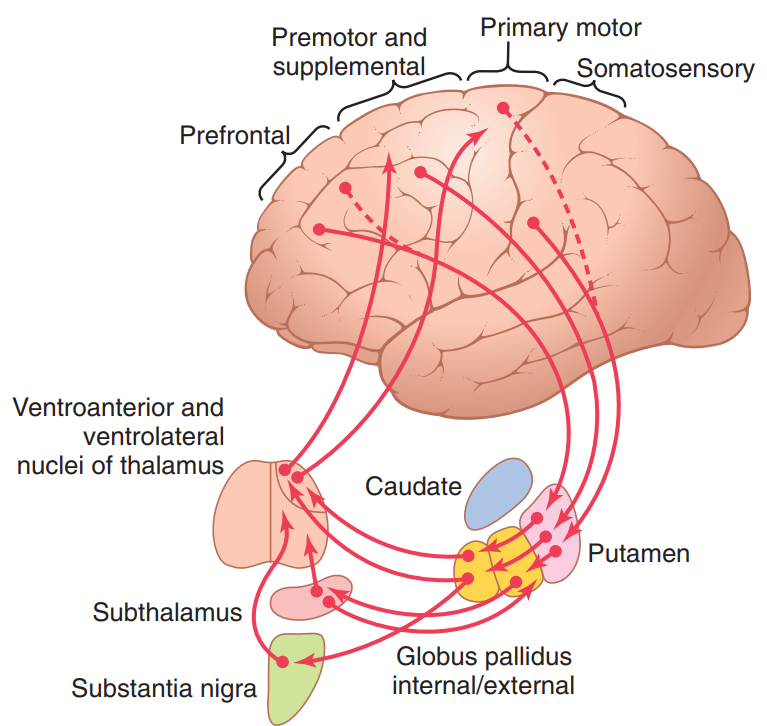 Premotor and
supplemental
Primary motor
Somatosensory
Prefrontal
Ventroanterior and
ventrolateral
nuclei of thalamus
Caudate
Putamen
Subthalamus
Globus pallidus
internal/external
Substantia nigra